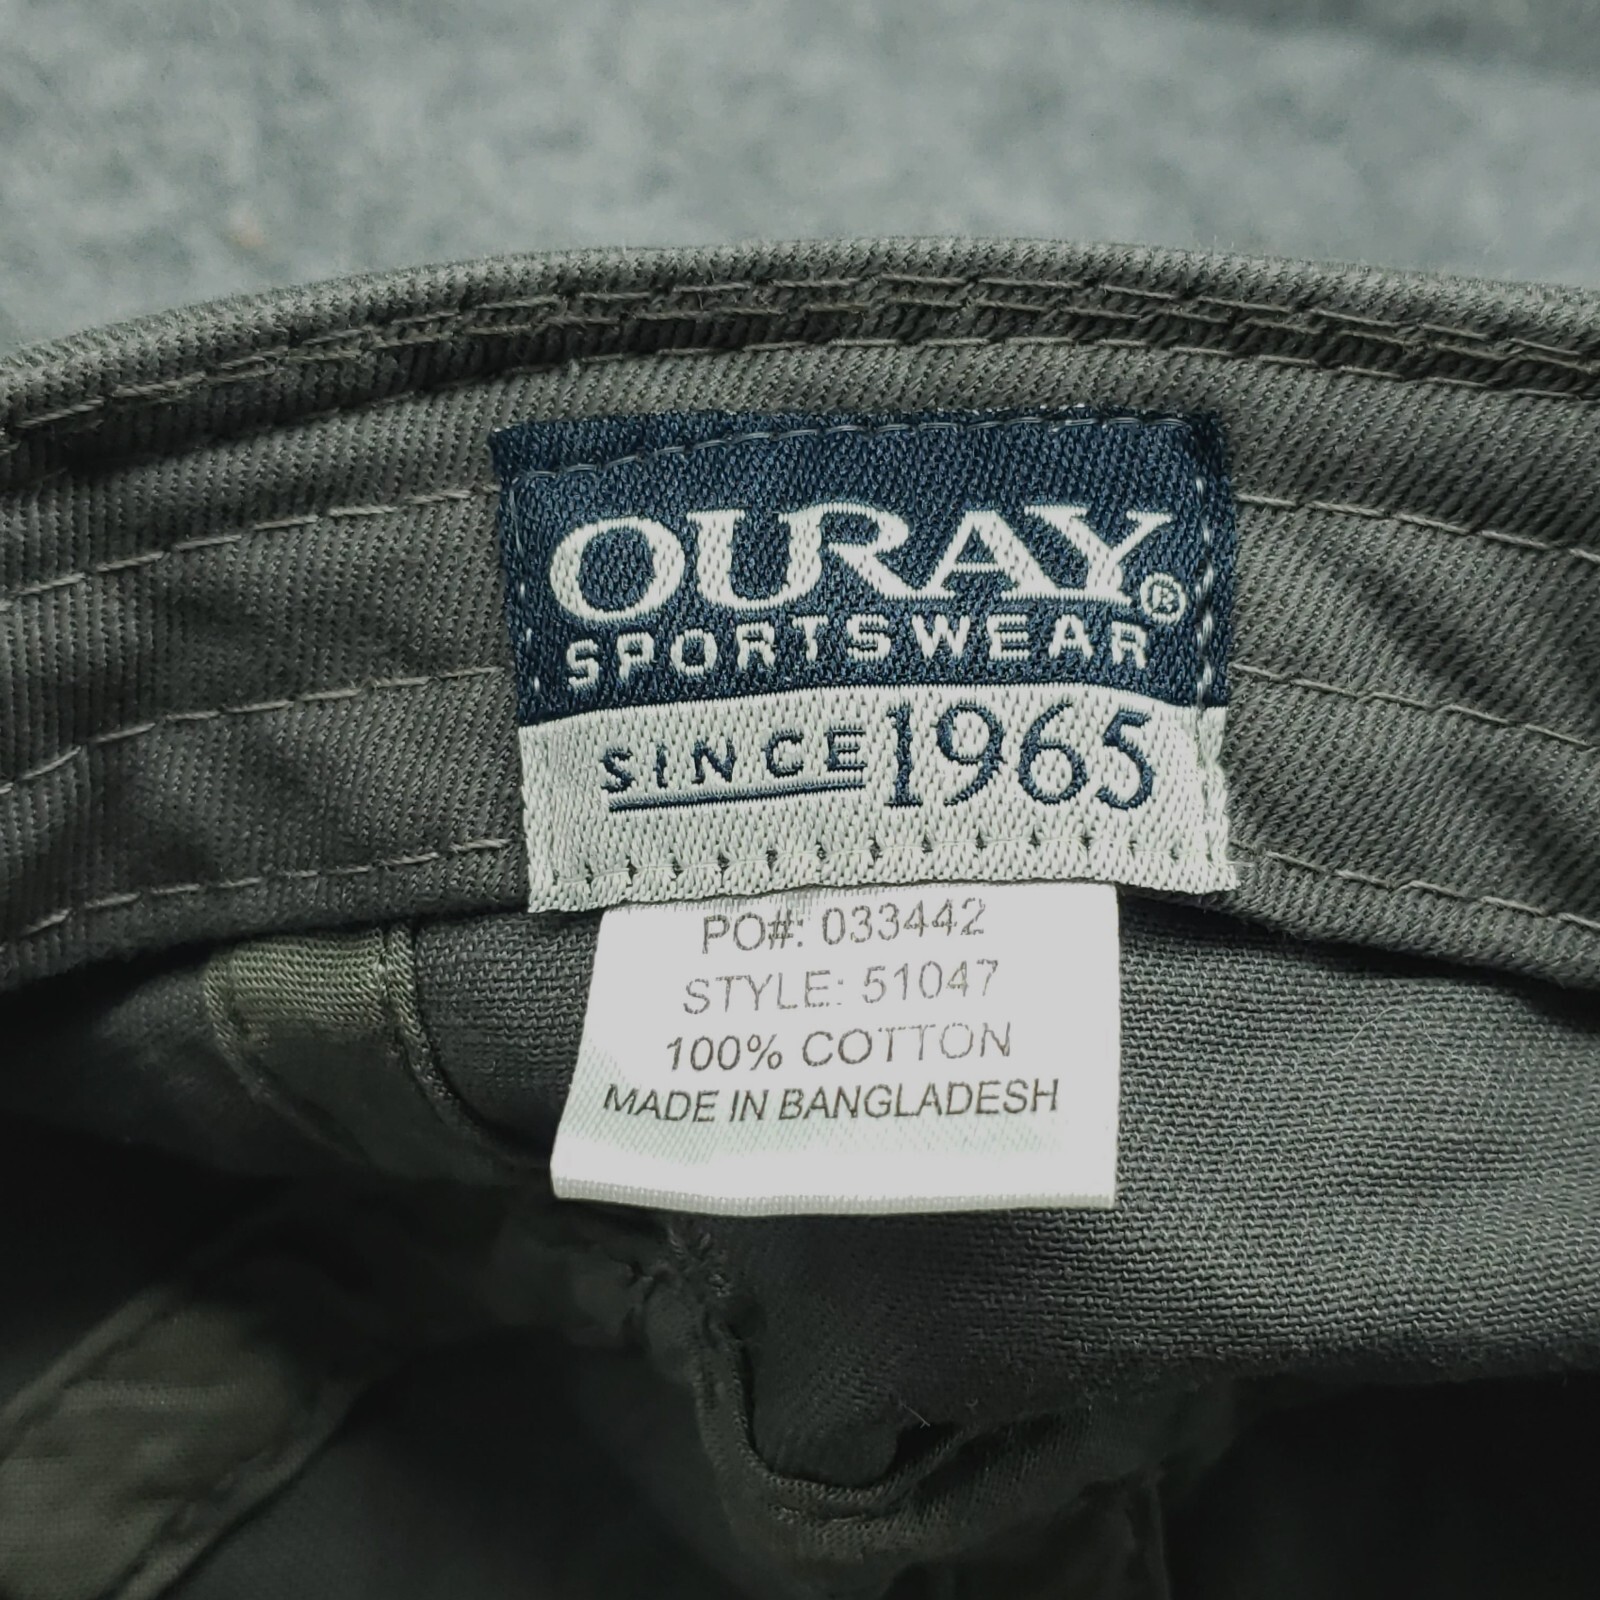 OURAY®
SPORTSWEAR
SINCE 1965
PO#: 033442
STYLE: 51047
100% COTTON
MADE IN BANGLADESH